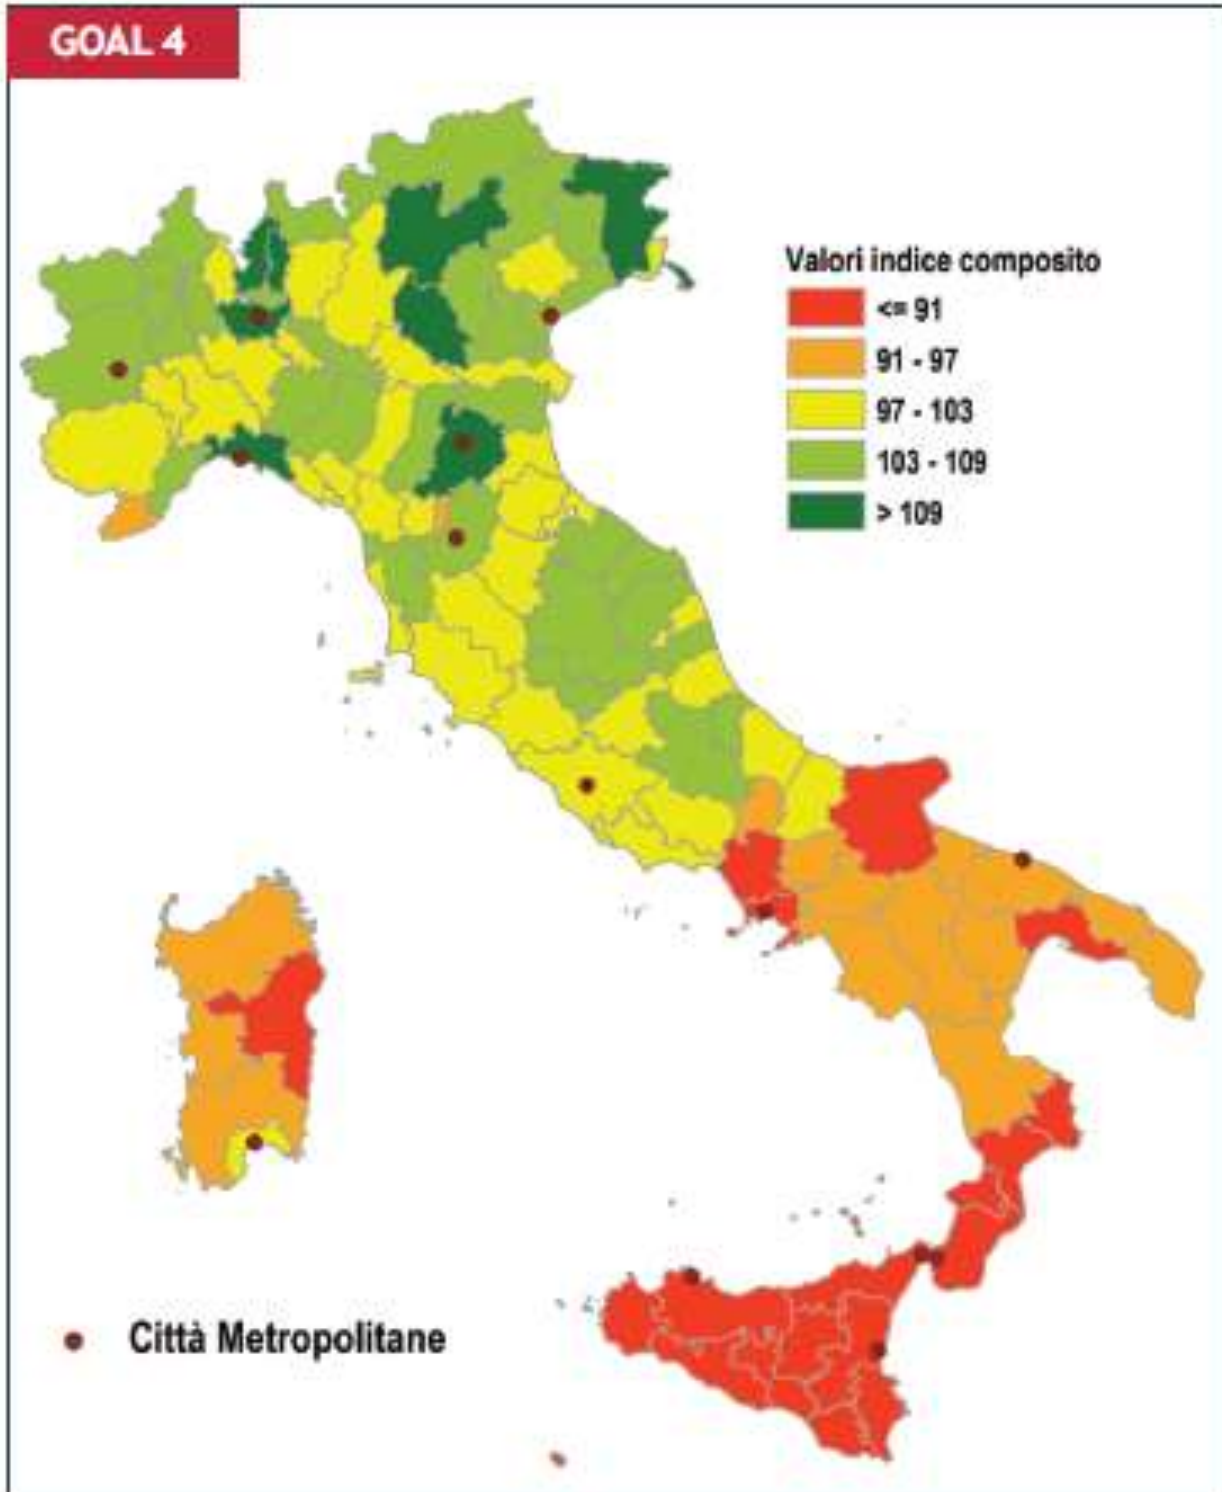 GOAL 4
Valori indice composito
<= 91
91 - 97
97 - 103
103 - 109
> 109
Città Metropolitane